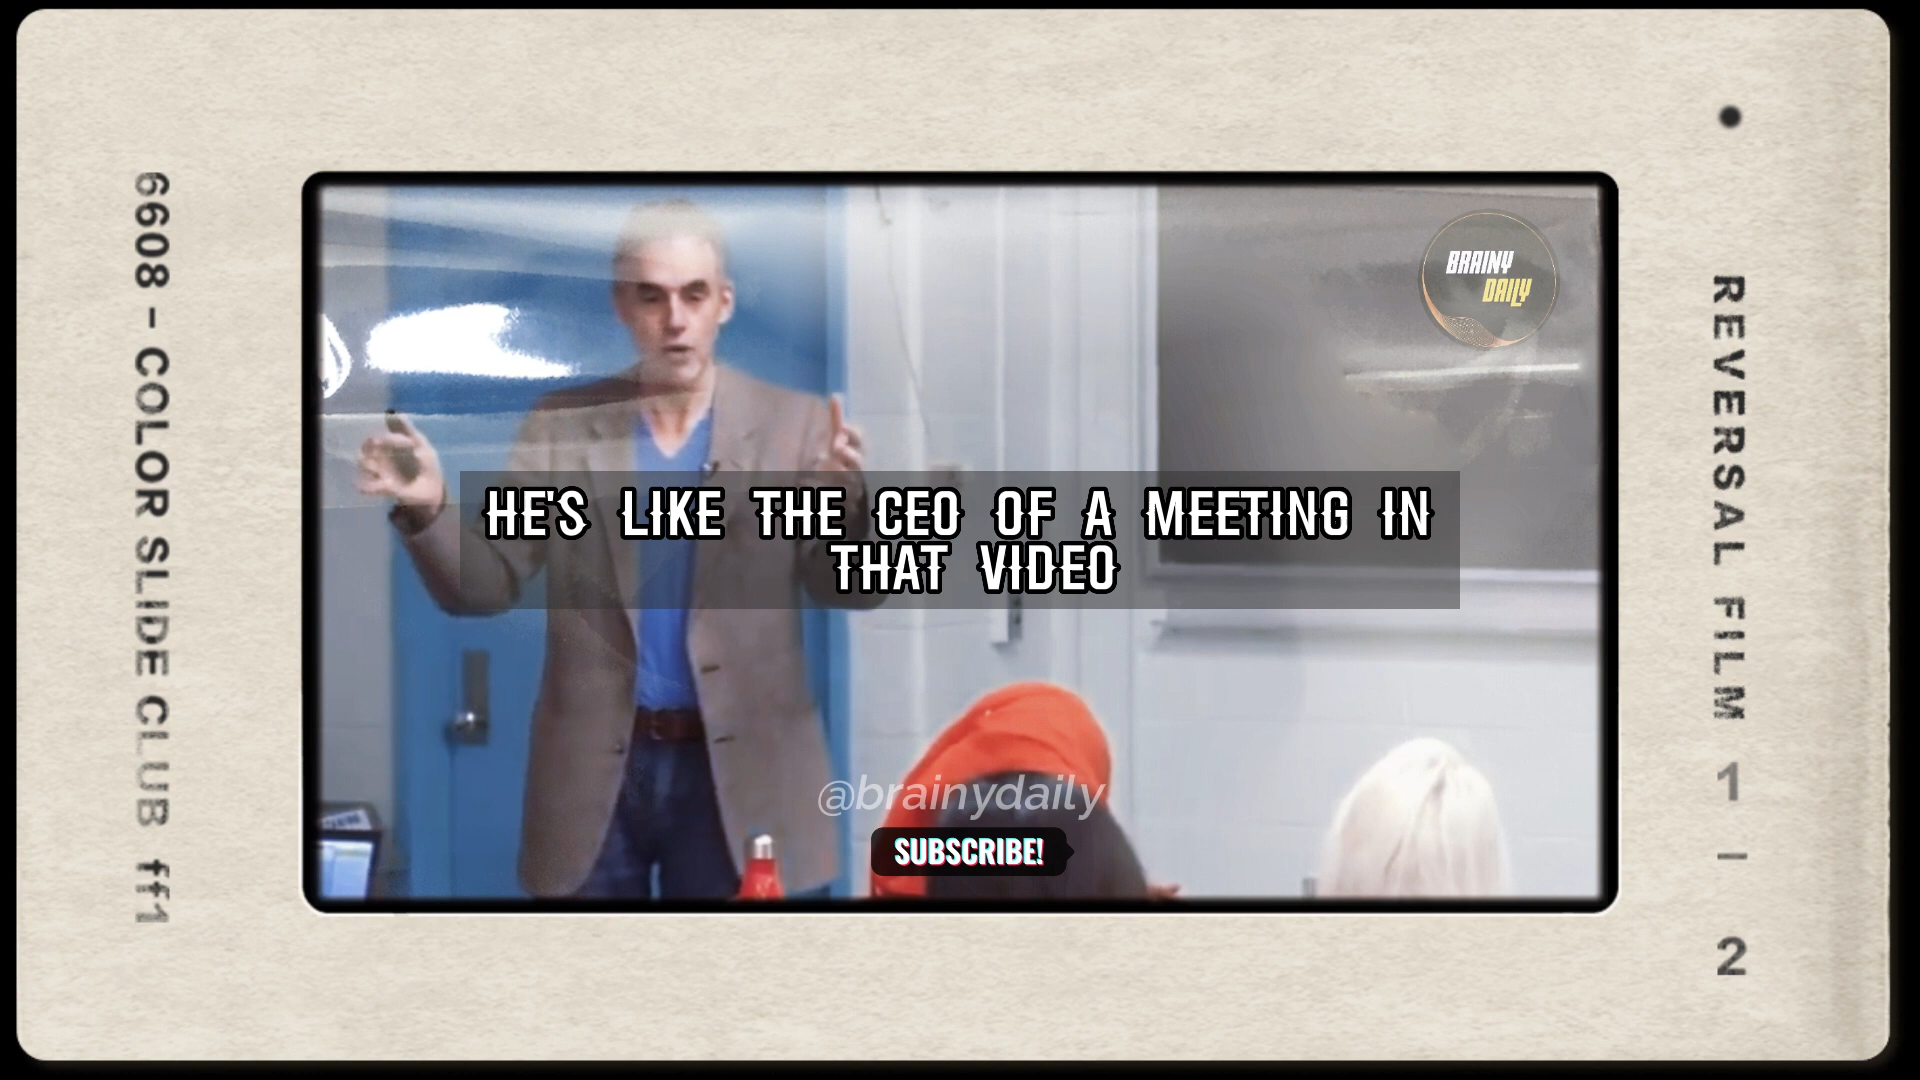 6608 - COLOR SLIDE CLUB ff1
BRAINY
DAILY
HE'S LIKE THE CEO OF A MEETING IN
THAT VIDEO
@brainydaily
SUBSCRIBE!
REVERSAL FILM 1 - 2